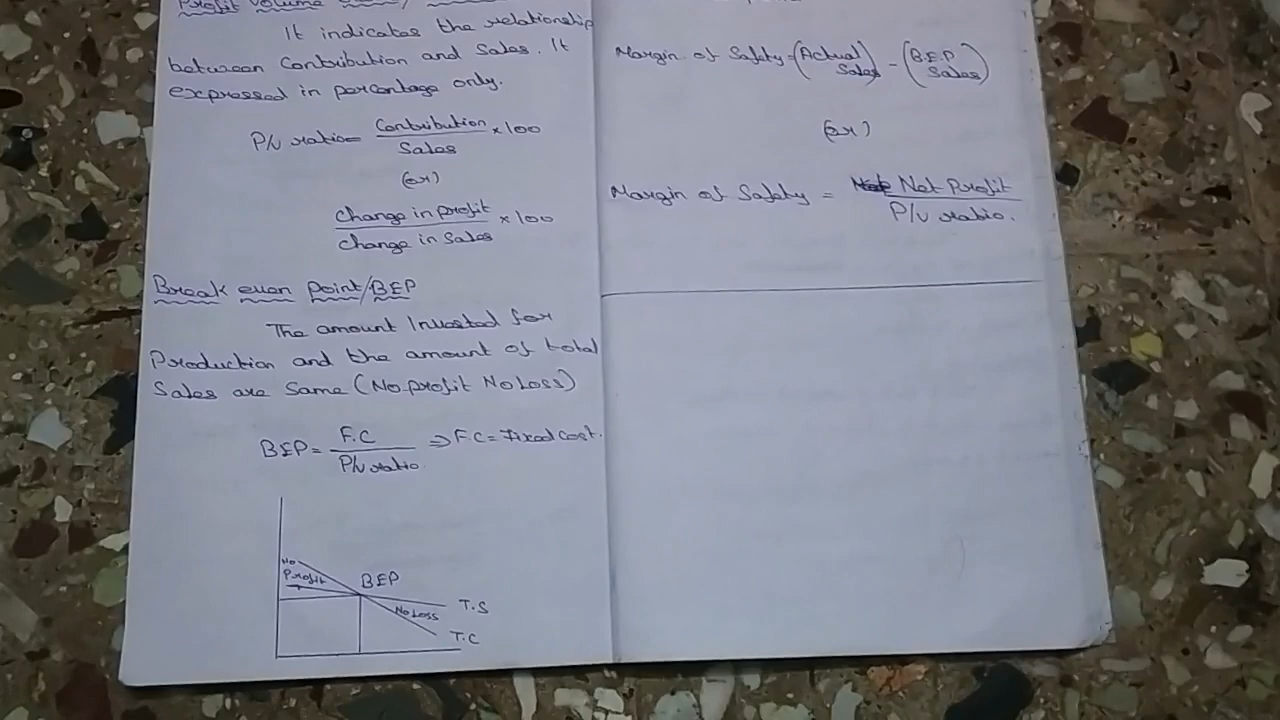 Profit Volume
It indicates the relationship
between Contribution and Sales. It
expressed in percentage only.
P/V ratio= Contribution/Sales × 100
(or)
change in profit/change in Sales × 100
Break even Point/BEP
The amount Invested for
Production and the amount of total
Sales are Same (No profit No Loss)
BEP = F.C/P/V ratio. ⇒ F.C = Fixed Cost.
No
Profit
BEP
T.S
No Loss
T.C
Margin of Safety = (Actual Sales) - (B.E.P Sales)
(or)
Margin of Safety = Net Profit/P/V ratio.